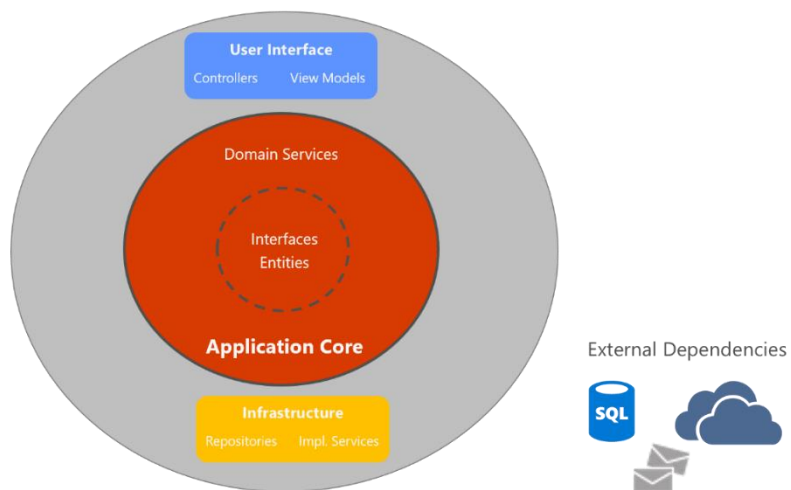 User Interface
Controllers View Models
Domain Services
Interfaces
Entities
Application Core
Infrastructure
Repositories Impl. Services
External Dependencies
SQL